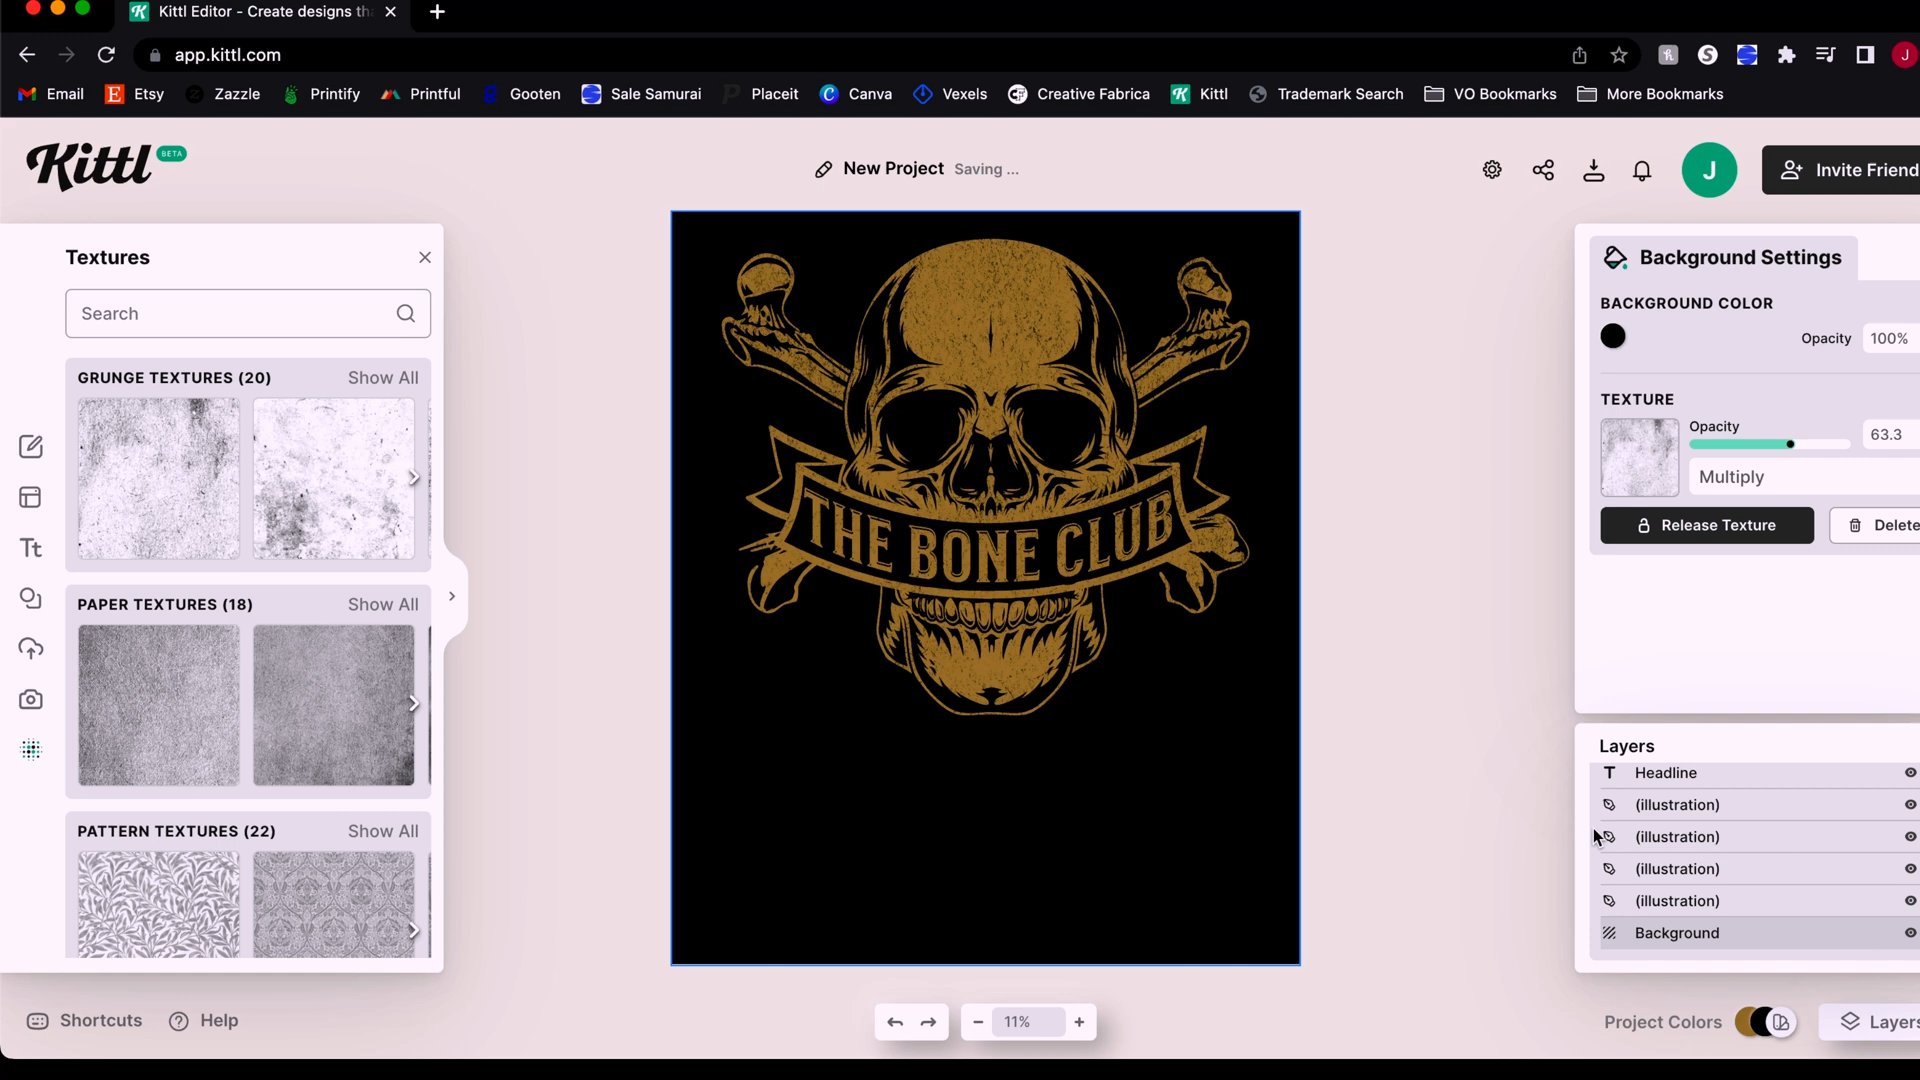 Kittl Editor - Create designs th
app.kittl.com
J
Email Etsy Zazzle Printify Printful Gooten Sale Samurai Placeit Canva Vexels Creative Fabrica Kittl Trademark Search VO Bookmarks More Bookmarks
Kittl BETA
New Project Saving ...
J
Invite Friend
Textures
Search
GRUNGE TEXTURES (20) Show All
PAPER TEXTURES (18) Show All
PATTERN TEXTURES (22) Show All
THE BONE CLUB
Background Settings
BACKGROUND COLOR
Opacity 100%
TEXTURE
Opacity
63.3
Multiply
Release Texture Delete
Layers
T Headline
(illustration)
(illustration)
(illustration)
(illustration)
Background
Tt
Shortcuts Help
11%
Project Colors
Layers